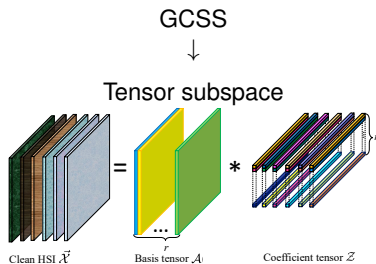 GCSS
↓
Tensor subspace
= *
...
r
Clean HSI 𝒳⃗ Basis tensor 𝒜 Coefficient tensor 𝒵